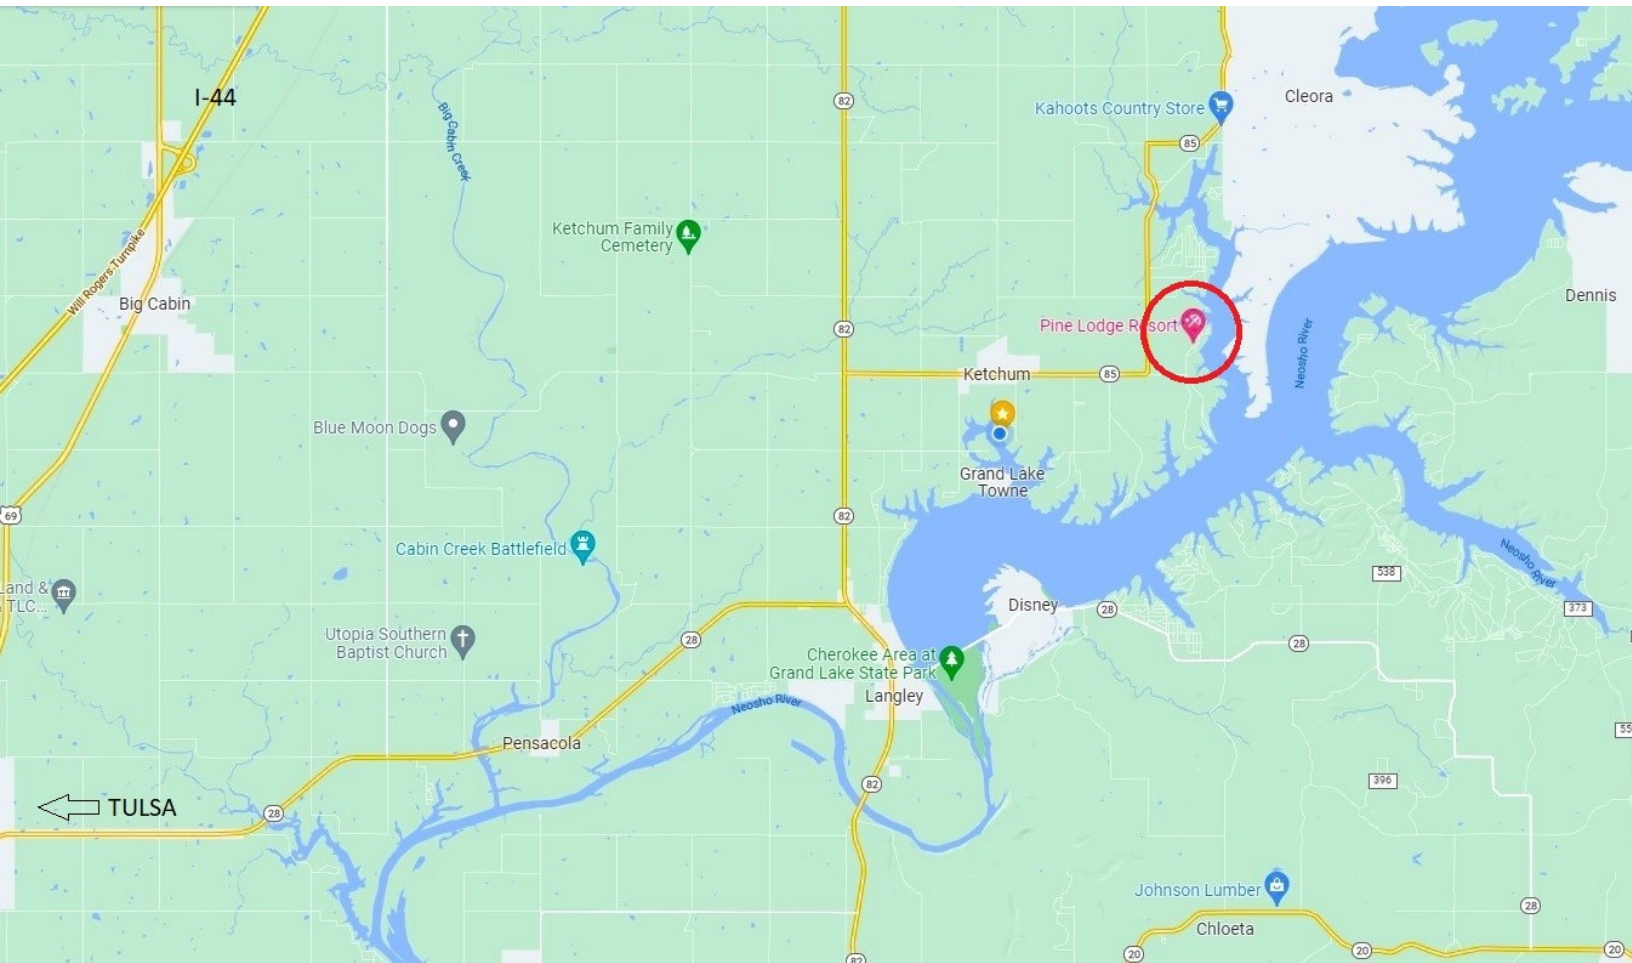 I-44
82
Kahoots Country Store
Cleora
85
Big Cabin Creek
Ketchum Family
Cemetery
Will Rogers Turnpike
Big Cabin
Dennis
Pine Lodge Resort
82
Neosho River
Ketchum
85
Blue Moon Dogs
Grand Lake
Towne
69
82
Cabin Creek Battlefield
Neosho River
538
Land &
TLC...
373
Disney
28
Utopia Southern
Baptist Church
28
28
Cherokee Area at
Grand Lake State Park
Langley
Neosho River
55
Pensacola
82
396
TULSA
28
Johnson Lumber
28
Chloeta
20
20
20
82